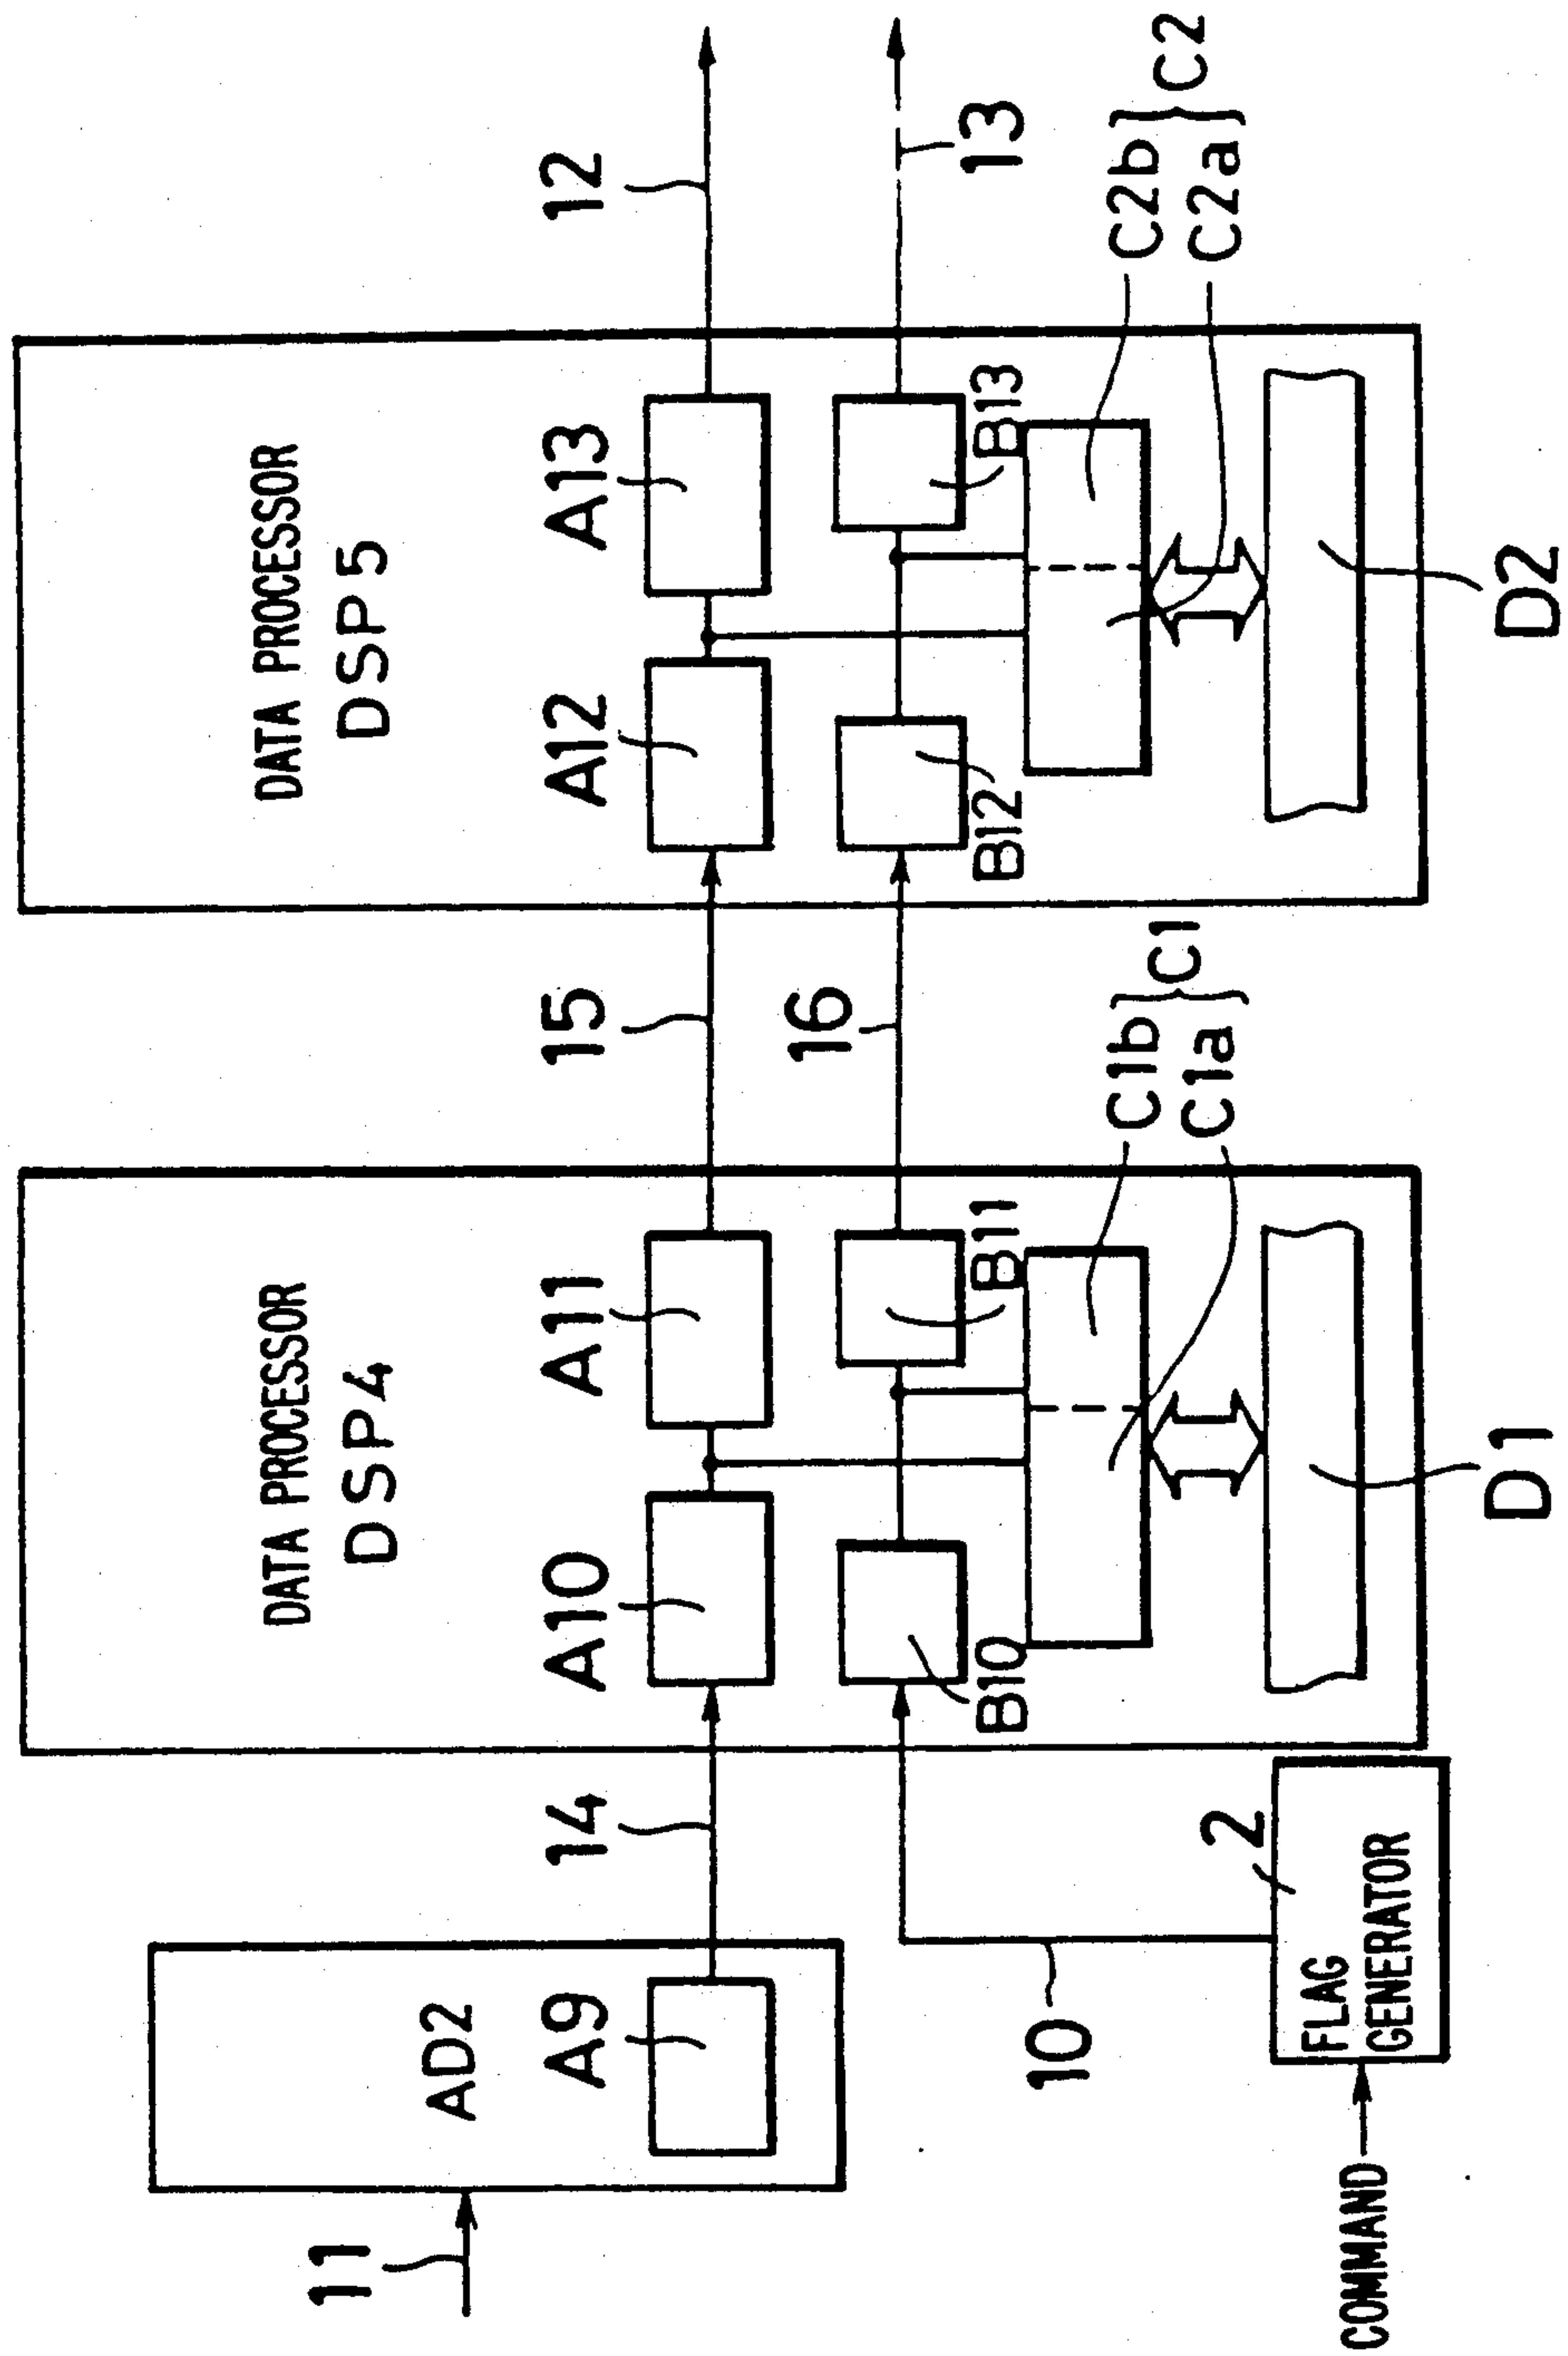 11
AD2
A9
14
10
COMMAND
2
FLAG
GENERATOR
DATA PROCESSOR
DSP4
A10
A11
B10
B11
C1b
C1a
C1
D1
15
16
DATA PROCESSOR
DSP5
A12
A13
B12
B13
C2b
C2a
C2
D2
12
13